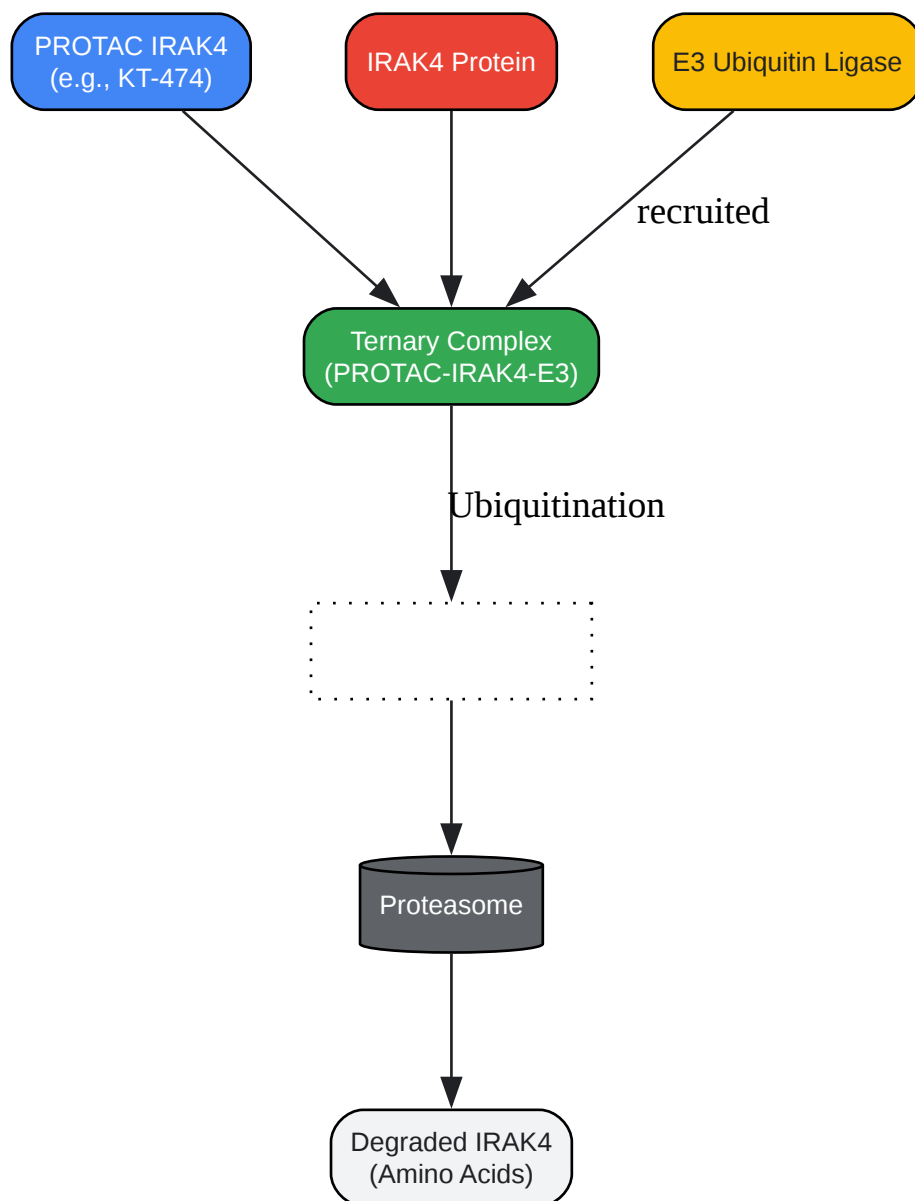 PROTAC IRAK4
(e.g., KT-474)
IRAK4 Protein
E3 Ubiquitin Ligase
recruited
Ternary Complex
(PROTAC-IRAK4-E3)
Ubiquitination
Proteasome
Degraded IRAK4
(Amino Acids)